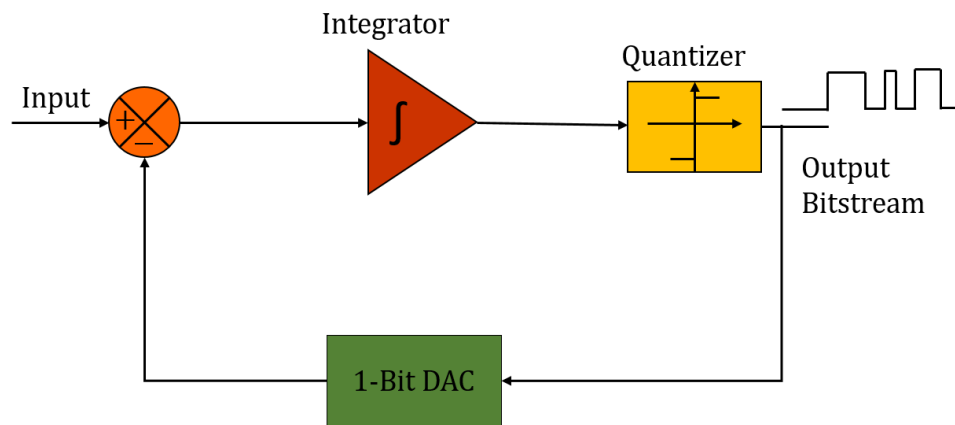 Integrator
Quantizer
Input
+
−
∫
Output
Bitstream
1-Bit DAC